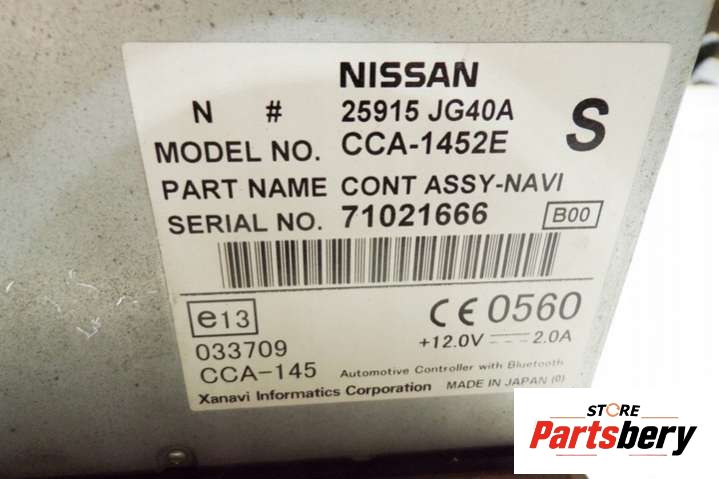 NISSAN
N # 25915 JG40A S
MODEL NO. CCA-1452E
PART NAME CONT ASSY-NAVI
SERIAL NO. 71021666 B00
e13 CE 0560
033709 +12.0V 2.0A
CCA-145 Automotive Controller with Bluetooth
Xanavi Informatics Corporation MADE IN JAPAN (0)
STORE
Partsbery